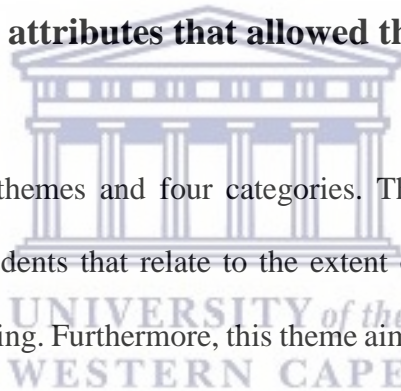 attributes that allowed th
themes and four categories. Th
dents that relate to the extent
UNIVERSITY of the
ing. Furthermore, this theme aim
WESTERN CAPE